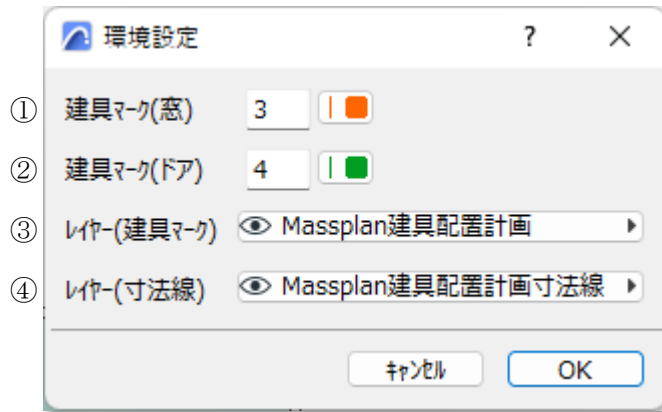 環境設定 ? ×
① 建具ﾏｰｸ(窓) 3
② 建具ﾏｰｸ(ﾄﾞｱ) 4
③ ﾚｲﾔｰ(建具ﾏｰｸ) Massplan建具配置計画
④ ﾚｲﾔｰ(寸法線) Massplan建具配置計画寸法線
ｷｬﾝｾﾙ OK